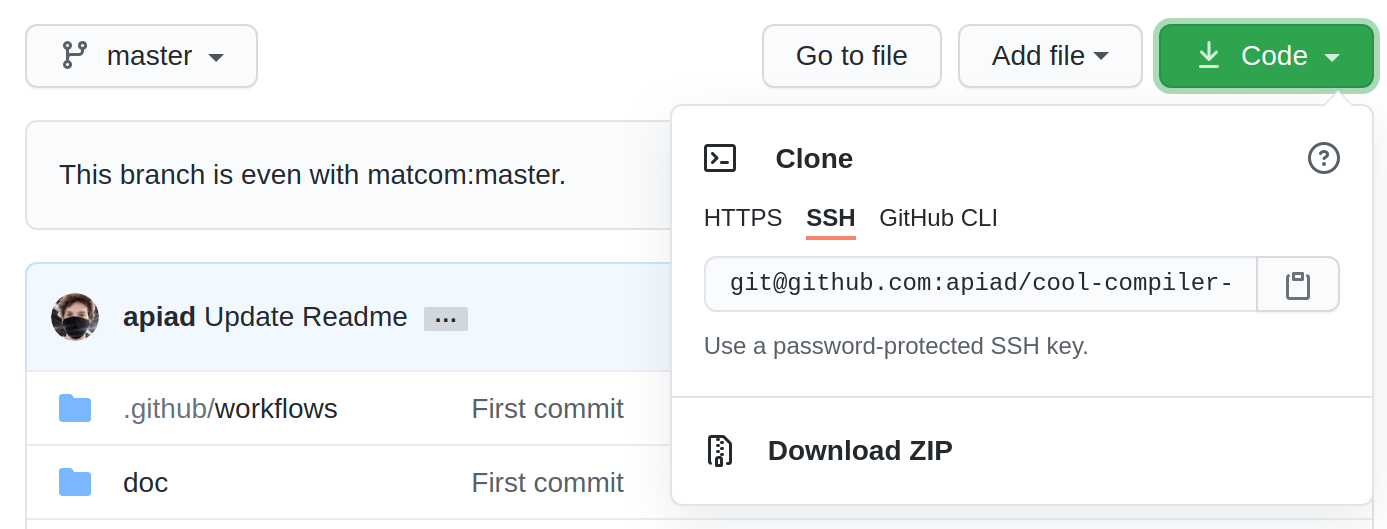 master
Go to file
Add file
Code
This branch is even with matcom:master.
Clone
HTTPS SSH GitHub CLI
git@github.com:apiad/cool-compiler-
Use a password-protected SSH key.
Download ZIP
apiad Update Readme ...
.github/workflows First commit
doc First commit